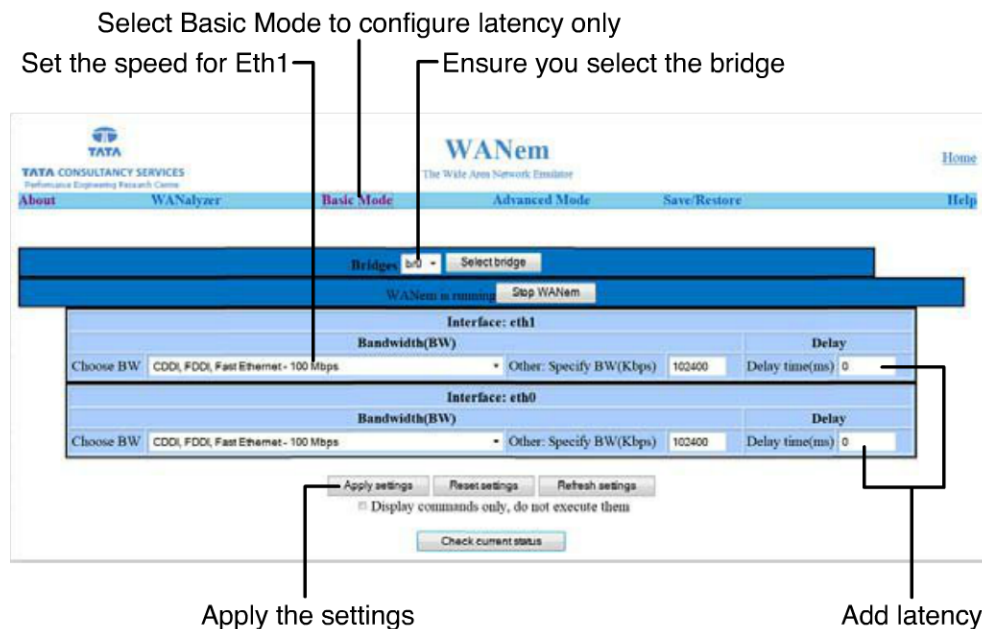 Select Basic Mode to configure latency only
Set the speed for Eth1
Ensure you select the bridge
TATA
TATA CONSULTANCY SERVICES
Performance Engineering Research Centre
WANem
The Wide Area Network Emulator
Home
About WANalyzer Basic Mode Advanced Mode Save/Restore Help
Bridges br0 Select bridge
WANem is running Stop WANem
Interface: eth1
Bandwidth(BW) Delay
Choose BW CDDI, FDDI, Fast Ethernet - 100 Mbps Other: Specify BW(Kbps) 102400 Delay time(ms) 0
Interface: eth0
Bandwidth(BW) Delay
Choose BW CDDI, FDDI, Fast Ethernet - 100 Mbps Other: Specify BW(Kbps) 102400 Delay time(ms) 0
Apply settings Reset settings Refresh settings
Display commands only, do not execute them
Check current status
Apply the settings
Add latency